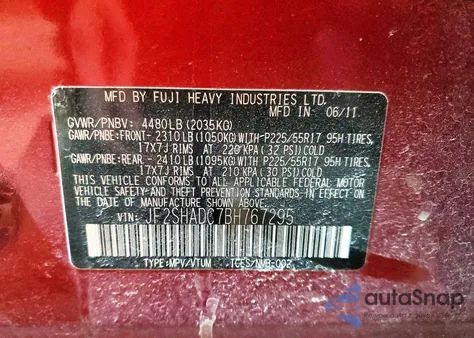 MFD BY FUJI HEAVY INDUSTRIES LTD.
MFD. IN 06/11
GVWR/PNBV: 4480LB (2035KG)
GAWR/PNBE-FRONT- 2310LB (1050KG)WITH-P225/55R17 95H TIRES,
17X7J RIMS AT 220 KPA (32 PSI)COLD
GAWR/PNBE-REAR - 2410LB (1095KG)WITH-P225/55R17 95H TIRES,
17X7J RIMS AT 210 KPA (30 PSI)COLD
THIS VEHICLE CONFORMS TO ALL APPLICABLE U.S. FEDERAL
MOTOR VEHICLE SAFETY STANDARDS IN EFFECT ON THE
DATE OF MANUFACTURE SHOWN ABOVE.
VIN: JF2SHADC7BH767295
TYPE:MPV/VTUM
autoSnap